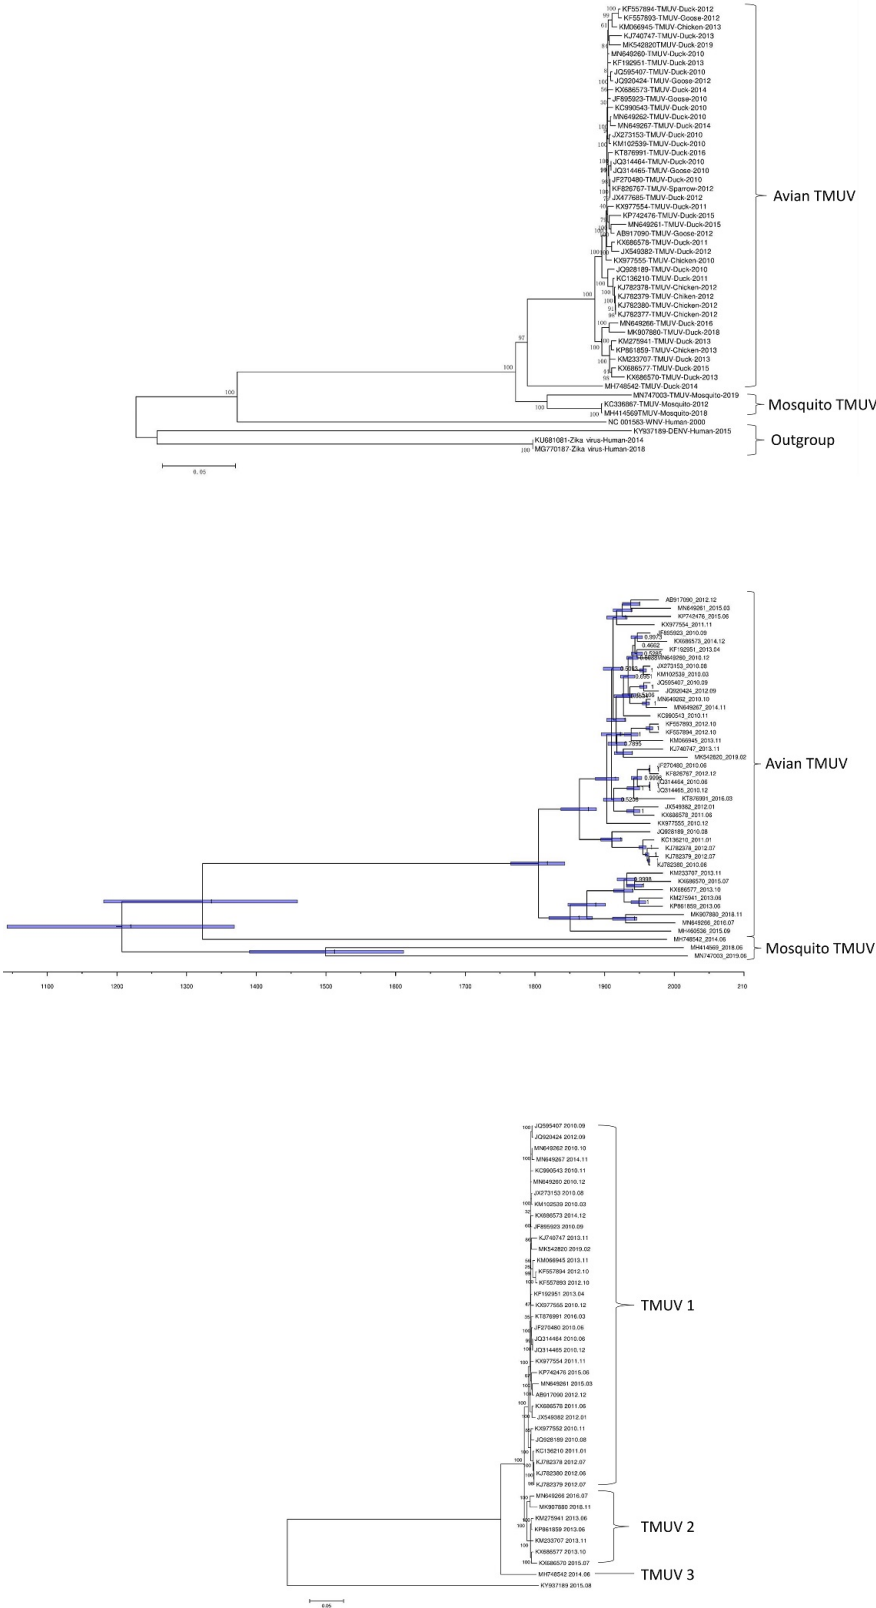 KF557894-TMUV-Duck-2012
KF557893-TMUV-Goose-2012
KM066945-TMUV-Chicken-2013
KJ740747-TMUV-Duck-2013
MK542820TMUV-Duck-2019
MN649260-TMUV-Duck-2010
KF192951-TMUV-Duck-2013
JQ595407-TMUV-Duck-2010
JQ920424-TMUV-Goose-2012
KX686573-TMUV-Duck-2014
JF895923-TMUV-Goose-2010
KC990543-TMUV-Duck-2010
MN649262-TMUV-Duck-2010
MN649267-TMUV-Duck-2014
JX273153-TMUV-Duck-2010
KM102539-TMUV-Duck-2010
KT876991-TMUV-Duck-2016
JQ314464-TMUV-Duck-2010
JQ314465-TMUV-Goose-2010
JF270480-TMUV-Duck-2010
KF826767-TMUV-Sparrow-2012
JX477685-TMUV-Duck-2012
KX977554-TMUV-Duck-2011
KP742476-TMUV-Duck-2015
MN649261-TMUV-Duck-2015
AB917090-TMUV-Goose-2012
KX686578-TMUV-Duck-2011
JX549382-TMUV-Duck-2012
KX977555-TMUV-Chicken-2010
JQ928189-TMUV-Duck-2010
KC136210-TMUV-Duck-2011
KJ782378-TMUV-Chicken-2012
KJ782379-TMUV-Chiken-2012
KJ782380-TMUV-Chicken-2012
KJ782377-TMUV-Chicken-2012
MN649266-TMUV-Duck-2016
MK907880-TMUV-Duck-2018
KM275941-TMUV-Duck-2013
KP861859-TMUV-Chicken-2013
KM233707-TMUV-Duck-2013
KX686577-TMUV-Duck-2015
KX686570-TMUV-Duck-2013
MH748542-TMUV-Duck-2014
MN747003-TMUV-Mosquito-2019
KC336867-TMUV-Mosquito-2012
MH414569TMUV-Mosquito-2018
NC 001563-WNV-Human-2000
KY937189-DENV-Human-2015
KU681081-Zika virus-Human-2014
MG770187-Zika virus-Human-2018
Avian TMUV
Mosquito TMUV
Outgroup
97
100
100
100
0.05
AB917090_2012.12
MN649261_2015.03
KP742476_2015.06
KX977554_2011.11
JF895923_2010.09
KX686573_2014.12
KF192951_2013.04
MN649260_2010.12
JX273153_2010.08
KM102539_2010.03
JQ595407_2010.09
JQ920424_2012.09
MN649262_2010.10
MN649267_2014.11
KC990543_2010.11
KF557893_2012.10
KF557894_2012.10
KM066945_2013.11
KJ740747_2013.11
MK542820_2019.02
JF270480_2010.06
KF826767_2012.12
JQ314464_2010.06
JQ314465_2010.12
KT876991_2016.03
JX549382_2012.01
KX686578_2011.06
KX977555_2010.12
JQ928189_2010.08
KC136210_2011.01
KJ782378_2012.07
KJ782379_2012.07
KJ782380_2010.06
KM233707_2013.11
KX686570_2015.07
KX686577_2013.10
KM275941_2013.06
KP861859_2013.06
MK907880_2018.11
MN649266_2016.07
MH460536_2015.09
MH748542_2014.06
MH414569_2018.06
MN747003_2019.06
Avian TMUV
Mosquito TMUV
1100 1200 1300 1400 1500 1600 1700 1800 1900 2000 210
JQ595407 2010.09
JQ920424 2012.09
MN649262 2010.10
MN649267 2014.11
KC990543 2010.11
MN649260 2010.12
JX273153 2010.08
KM102539 2010.03
KX686573 2014.12
JF895923 2010.09
KJ740747 2013.11
MK542820 2019.02
KM066945 2013.11
KF557894 2012.10
KF557893 2012.10
KF192951 2013.04
KX977555 2010.12
KT876991 2016.03
JF270480 2010.06
JQ314464 2010.06
JQ314465 2010.12
KX977554 2011.11
KP742476 2015.06
MN649261 2015.03
AB917090 2012.12
KX686578 2011.06
JX549382 2012.01
KX977552 2010.11
JQ928189 2010.08
KC136210 2011.01
KJ782378 2012.07
KJ782380 2012.06
KJ782379 2012.07
MN649266 2016.07
MK907880 2018.11
KM275941 2013.06
KP861859 2013.06
KM233707 2013.11
KX686577 2013.10
KX686570 2015.07
MH748542 2014.06
KY937189 2015.08
TMUV 1
TMUV 2
TMUV 3
0.05